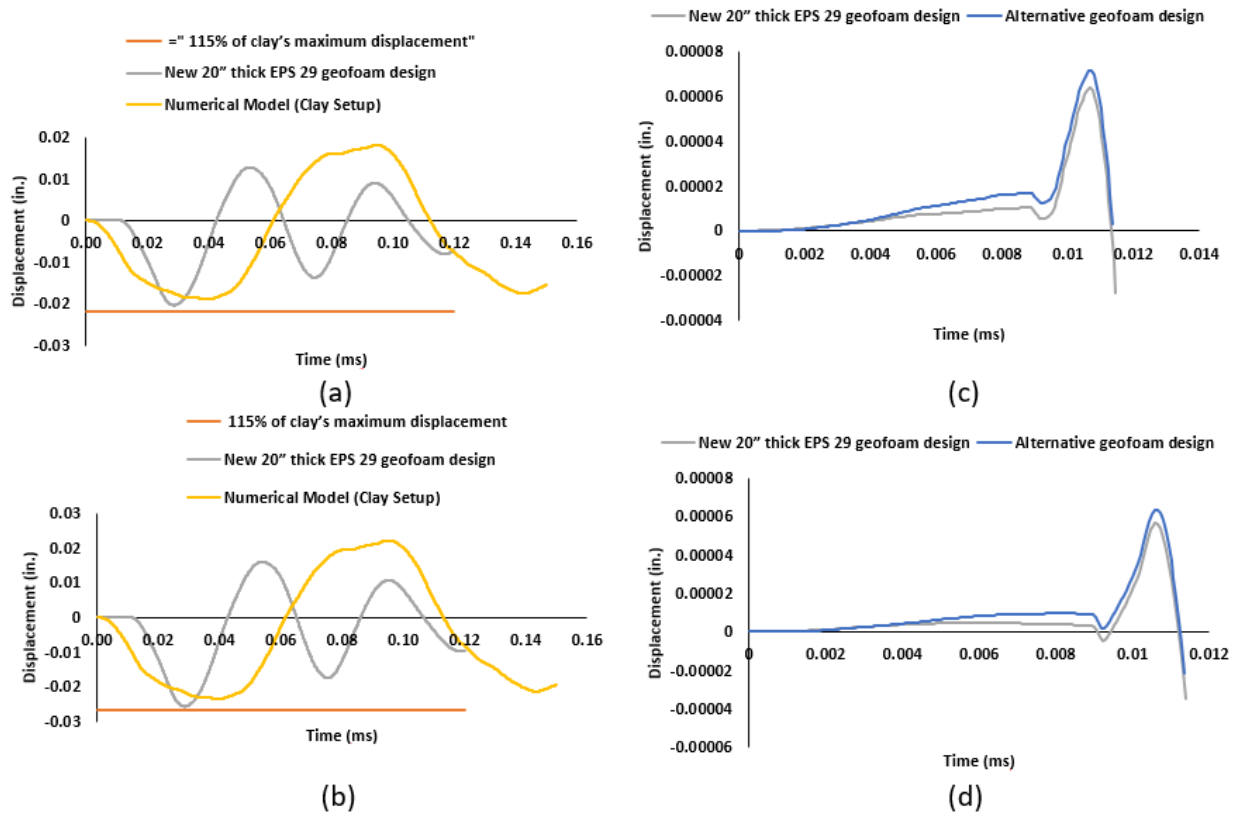 =" 115% of clay's maximum displacement"
New 20" thick EPS 29 geofoam design
Numerical Model (Clay Setup)
0.02
0.01
0
-0.01
-0.02
-0.03
0.00 0.02 0.04 0.06 0.08 0.10 0.12 0.14 0.16
Displacement (in.)
Time (ms)
(a)
115% of clay's maximum displacement
New 20" thick EPS 29 geofoam design
Numerical Model (Clay Setup)
0.03
0.02
0.01
0
-0.01
-0.02
-0.03
0.00 0.02 0.04 0.06 0.08 0.10 0.12 0.14 0.16
Displacement (in.)
Time (ms)
(b)
New 20" thick EPS 29 geofoam design Alternative geofoam design
0.00008
0.00006
0.00004
0.00002
0
-0.00002
-0.00004
0 0.002 0.004 0.006 0.008 0.01 0.012 0.014
Displacement (in.)
Time (ms)
(c)
New 20" thick EPS 29 geofoam design Alternative geofoam design
0.00008
0.00006
0.00004
0.00002
0
-0.00002
-0.00004
-0.00006
0 0.002 0.004 0.006 0.008 0.01 0.012
Displacement (in.)
Time (ms)
(d)